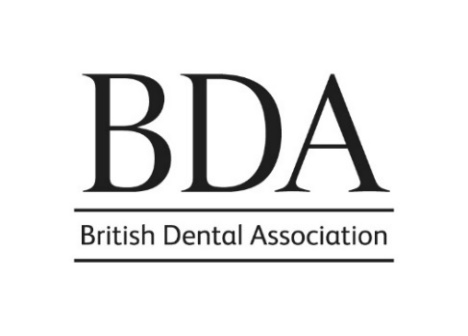 BDA
British Dental Association